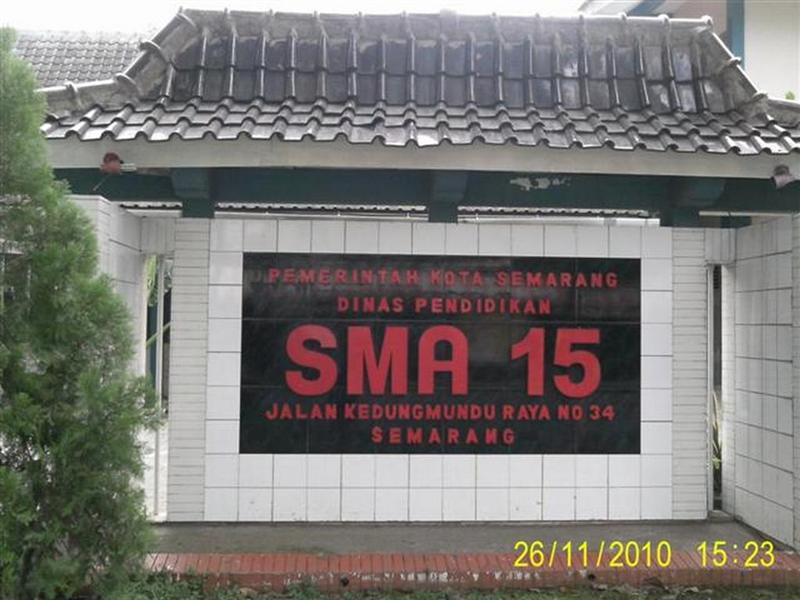 PEMERINTAH KOTA SEMARANG
DINAS PENDIDIKAN
SMA 15
JALAN KEDUNGMUNDU RAYA NO 34
SEMARANG
26/11/2010 15:23